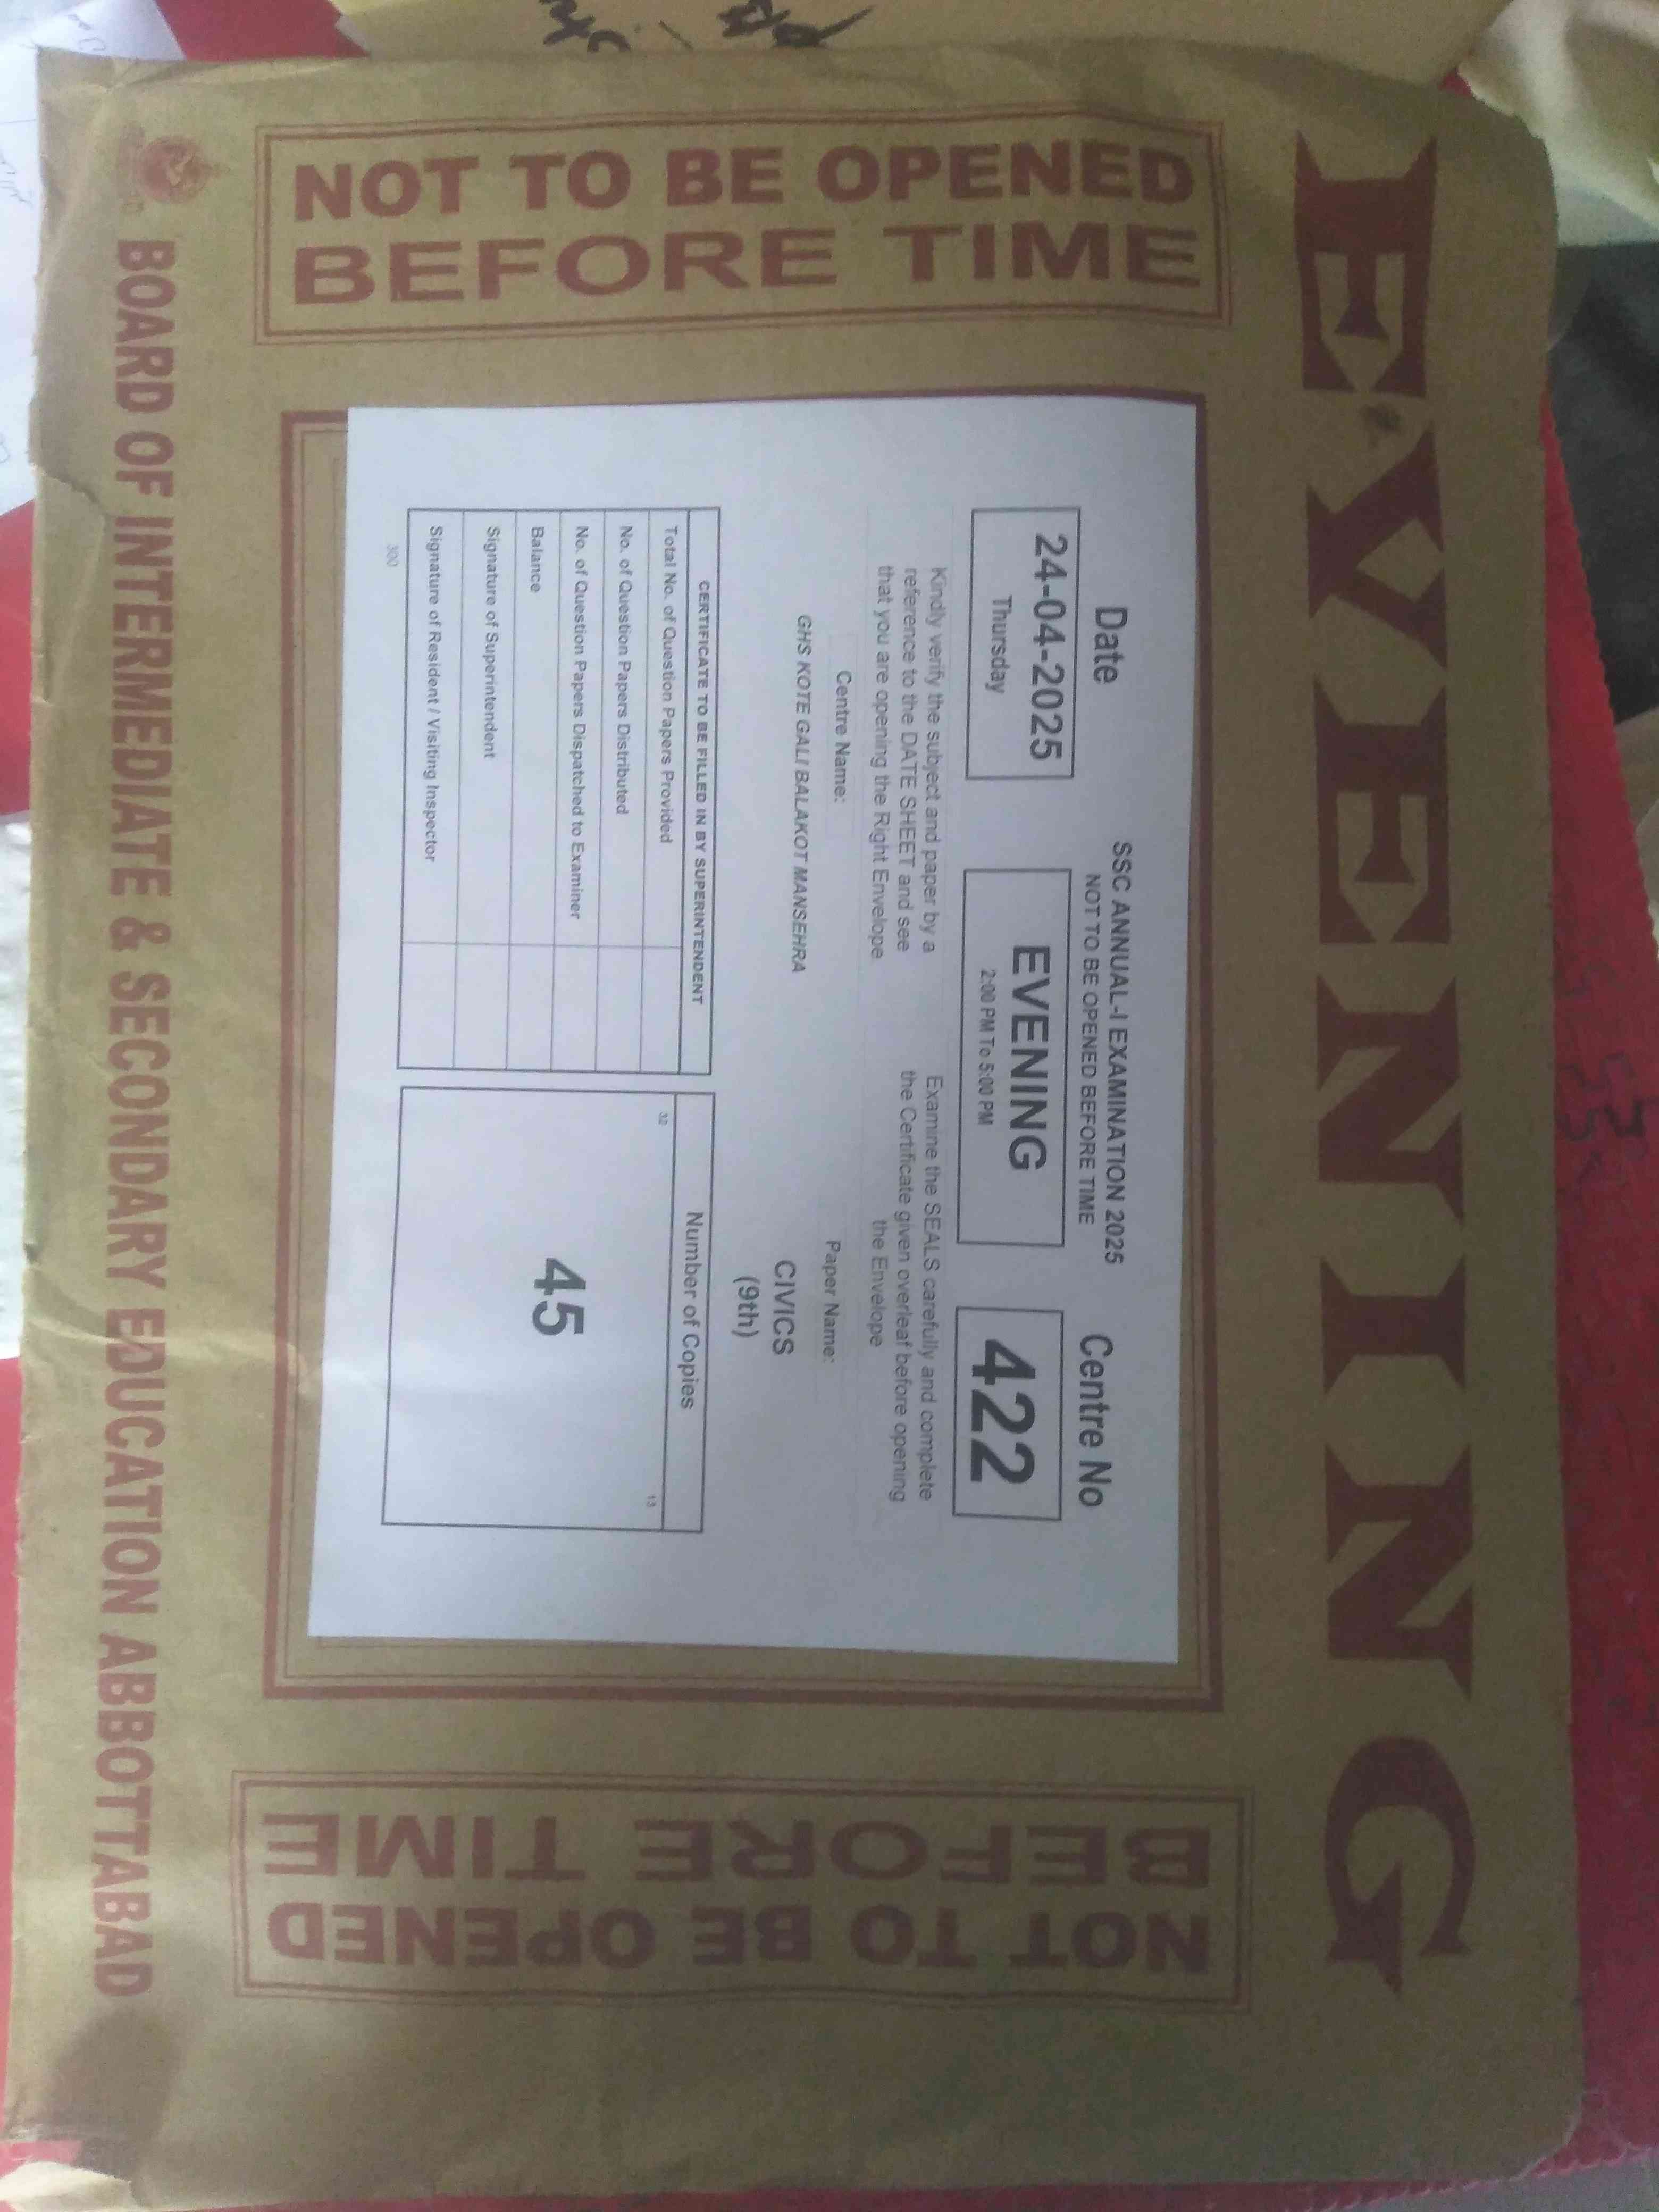 EVENING
NOT TO BE OPENED
BEFORE TIME
SSC ANNUAL-I EXAMINATION 2025
NOT TO BE OPENED BEFORE TIME
Date
24-04-2025
Thursday
EVENING
2:00 PM To 5:00 PM
Centre No
422
Kindly verify the subject and paper by a
reference to the DATE SHEET and see
that you are opening the Right Envelope.
Examine the SEALS carefully and complete
the Certificate given overleaf before opening
the Envelope
Centre Name:
GHS KOTE GALI BALAKOT MANSEHRA
Paper Name:
CIVICS
(9th)
CERTIFICATE TO BE FILLED IN BY SUPERINTENDENT
Total No. of Question Papers Provided
No. of Question Papers Distributed
No. of Question Papers Dispatched to Examiner
Balance
Signature of Superintendent
Signature of Resident / Visiting Inspector
300
Number of Copies
32
13
45
NOT TO BE OPENED
BEFORE TIME
BOARD OF INTERMEDIATE & SECONDARY EDUCATION ABBOTTABAD